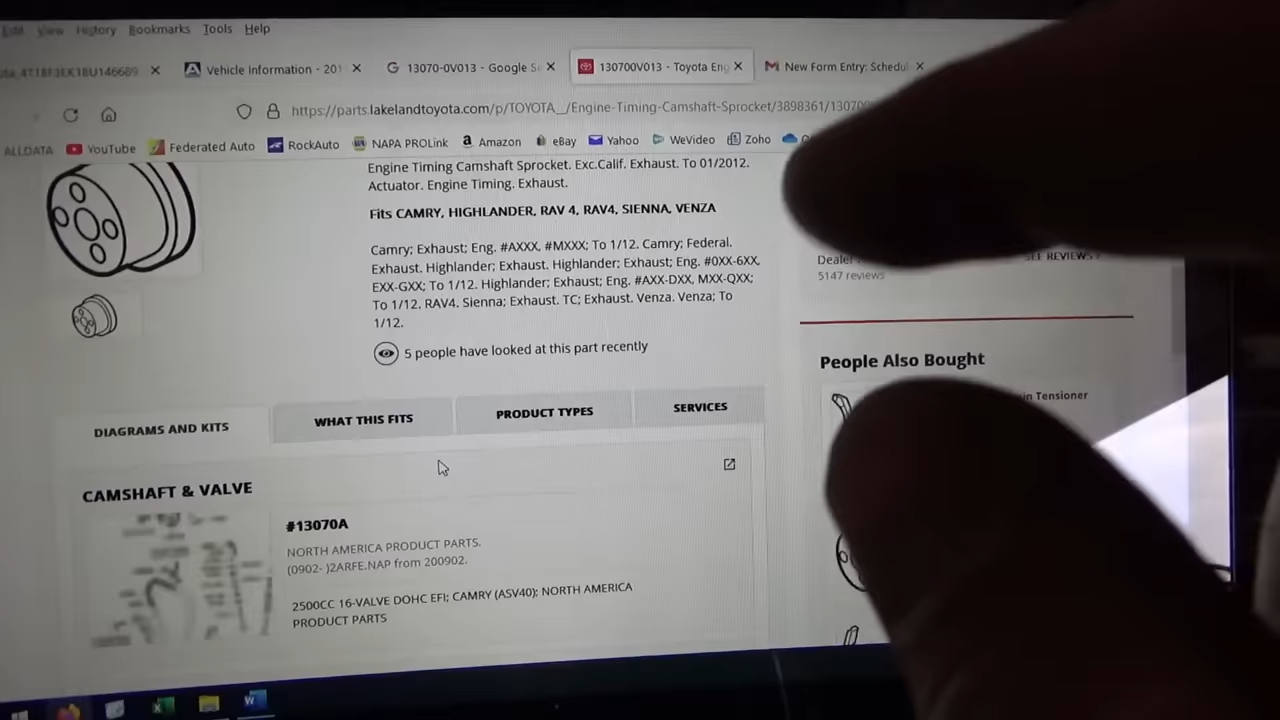 Edit View History Bookmarks Tools Help
Vehicle Information - 201
13070-0V013 - Google Se
130700V013 - Toyota Eng
New Form Entry: Schedul
https://parts.lakelandtoyota.com/p/TOYOTA__/Engine-Timing-Camshaft-Sprocket/3898361/13070
ALLDATA YouTube Federated Auto RockAuto NAPA PROLink Amazon eBay Yahoo WeVideo Zoho
Engine Timing Camshaft Sprocket. Exc.Calif. Exhaust. To 01/2012.
Actuator. Engine Timing. Exhaust.
Fits CAMRY, HIGHLANDER, RAV 4, RAV4, SIENNA, VENZA
Camry; Exhaust; Eng. #AXXX, #MXXX; To 1/12. Camry; Federal.
Exhaust. Highlander; Exhaust. Highlander; Exhaust; Eng. #0XX-6XX,
EXX-GXX; To 1/12. Highlander; Exhaust; Eng. #AXX-DXX, MXX-QXX;
To 1/12. RAV4. Sienna; Exhaust. TC; Exhaust. Venza. Venza; To
1/12.
5 people have looked at this part recently
Dealer
SEE REVIEWS
5147 reviews
People Also Bought
in Tensioner
DIAGRAMS AND KITS
WHAT THIS FITS
PRODUCT TYPES
SERVICES
CAMSHAFT & VALVE
#13070A
NORTH AMERICA PRODUCT PARTS.
(0902- )2ARFE.NAP from 200902.
2500CC 16-VALVE DOHC EFI; CAMRY (ASV40); NORTH AMERICA
PRODUCT PARTS